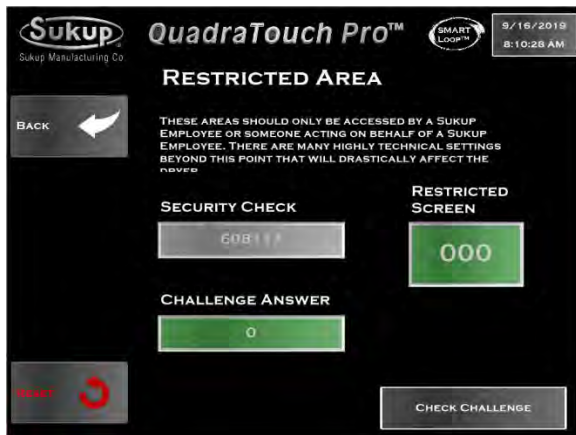 Sukup
Sukup Manufacturing Co
QuadraTouch Pro™
SMART
LOOP™
9/16/2019
8:10:28 AM
RESTRICTED AREA
BACK
THESE AREAS SHOULD ONLY BE ACCESSED BY A SUKUP
EMPLOYEE OR SOMEONE ACTING ON BEHALF OF A SUKUP
EMPLOYEE. THERE ARE MANY HIGHLY TECHNICAL SETTINGS
BEYOND THIS POINT THAT WILL DRASTICALLY AFFECT THE
DRYER
SECURITY CHECK
RESTRICTED
SCREEN
000
CHALLENGE ANSWER
0
RESET
CHECK CHALLENGE